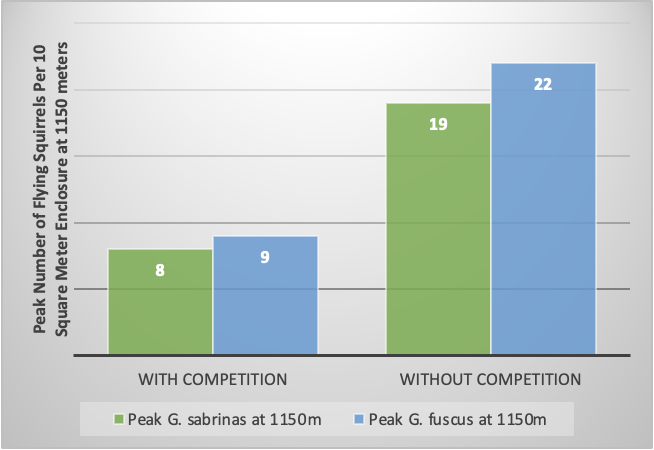 Peak Number of Flying Squirrels Per 10
Square Meter Enclosure at 1150 meters
8
9
19
22
WITH COMPETITION
WITHOUT COMPETITION
Peak G. sabrinas at 1150m
Peak G. fuscus at 1150m